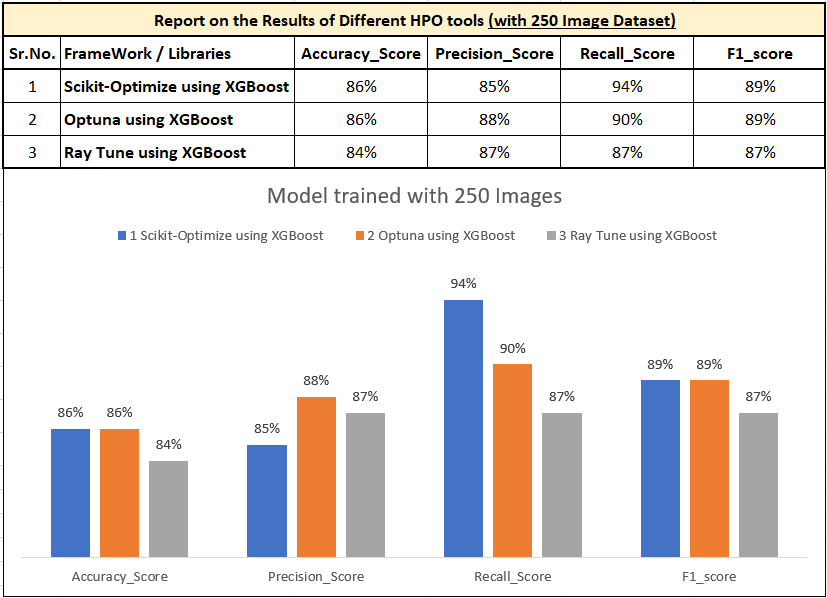 Report on the Results of Different HPO tools (with 250 Image Dataset)
Sr.No. FrameWork / Libraries Accuracy_Score Precision_Score Recall_Score F1_score
1 Scikit-Optimize using XGBoost 86% 85% 94% 89%
2 Optuna using XGBoost 86% 88% 90% 89%
3 Ray Tune using XGBoost 84% 87% 87% 87%
Model trained with 250 Images
1 Scikit-Optimize using XGBoost 2 Optuna using XGBoost 3 Ray Tune using XGBoost
86% 86% 84% 85% 88% 87% 94% 90% 87% 89% 89% 87%
Accuracy_Score Precision_Score Recall_Score F1_score